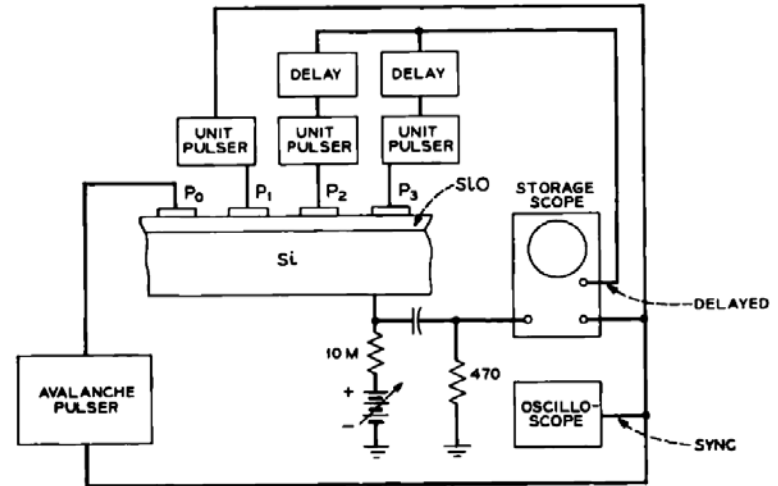 DELAY
DELAY
UNIT
PULSER
UNIT
PULSER
UNIT
PULSER
P0
P1
P2
P3
SiO
STORAGE
SCOPE
Si
DELAYED
10 M
470
+
-
AVALANCHE
PULSER
OSCILLO-
SCOPE
SYNC